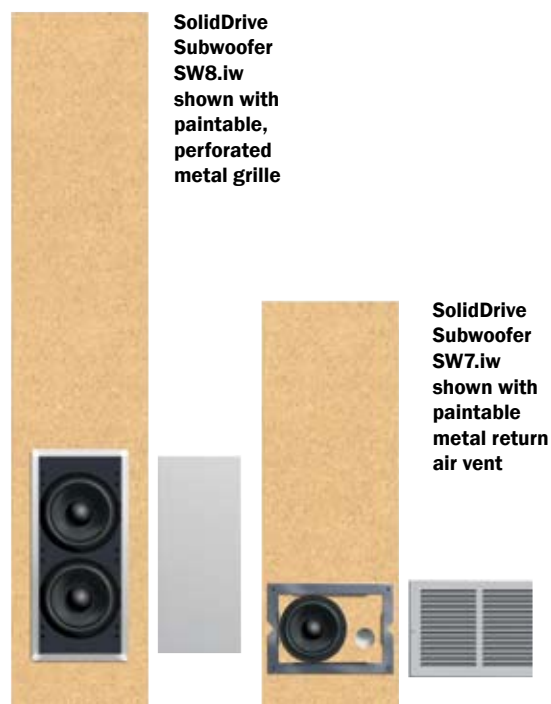 SolidDrive
Subwoofer
SW8.iw
shown with
paintable,
perforated
metal grille
SolidDrive
Subwoofer
SW7.iw
shown with
paintable
metal return
air vent